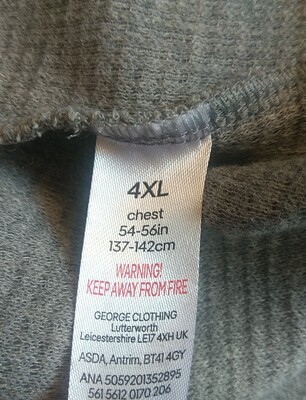 4XL
chest
54-56in
137-142cm
WARNING!
KEEP AWAY FROM FIRE
GEORGE CLOTHING
Lutterworth
Leicestershire LE17 4XH UK
ASDA, Antrim, BT41 4GY
ANA 5059201352895
561 5612 0170 206